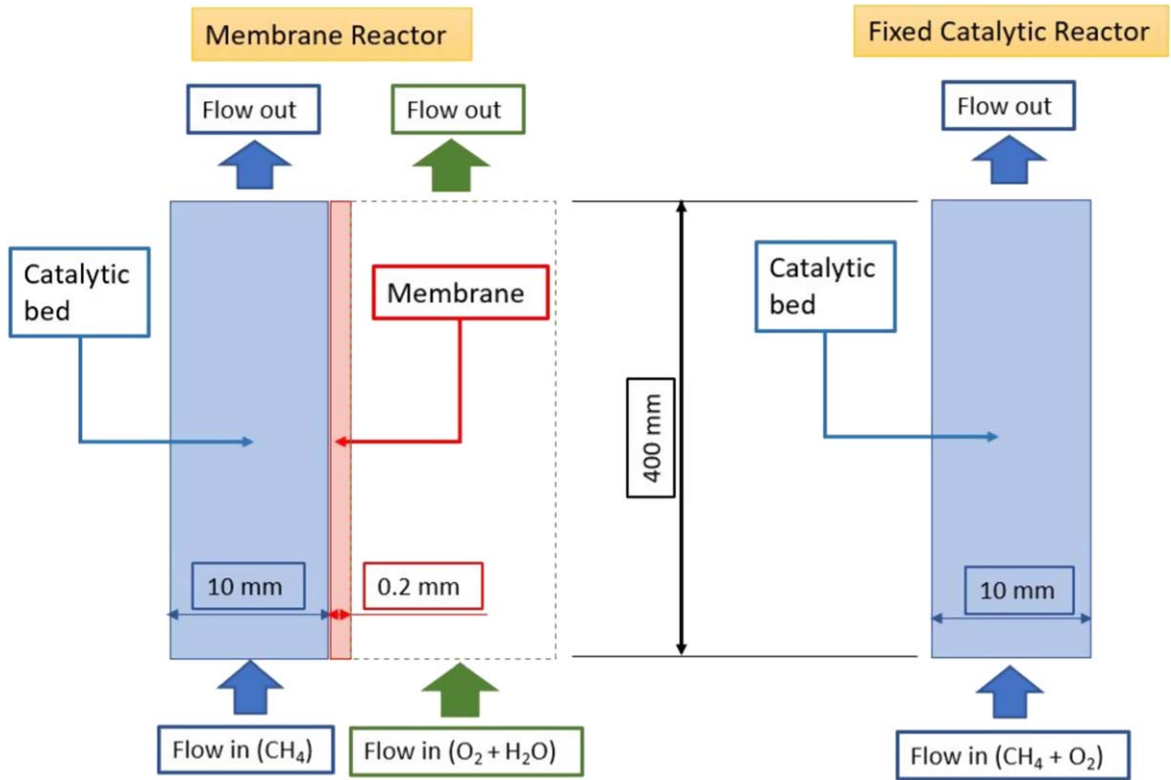 Membrane Reactor
Fixed Catalytic Reactor
Flow out
Flow out
Flow out
Catalytic
bed
Membrane
Catalytic
bed
400 mm
10 mm
0.2 mm
10 mm
Flow in (CH₄)
Flow in (O₂ + H₂O)
Flow in (CH₄ + O₂)